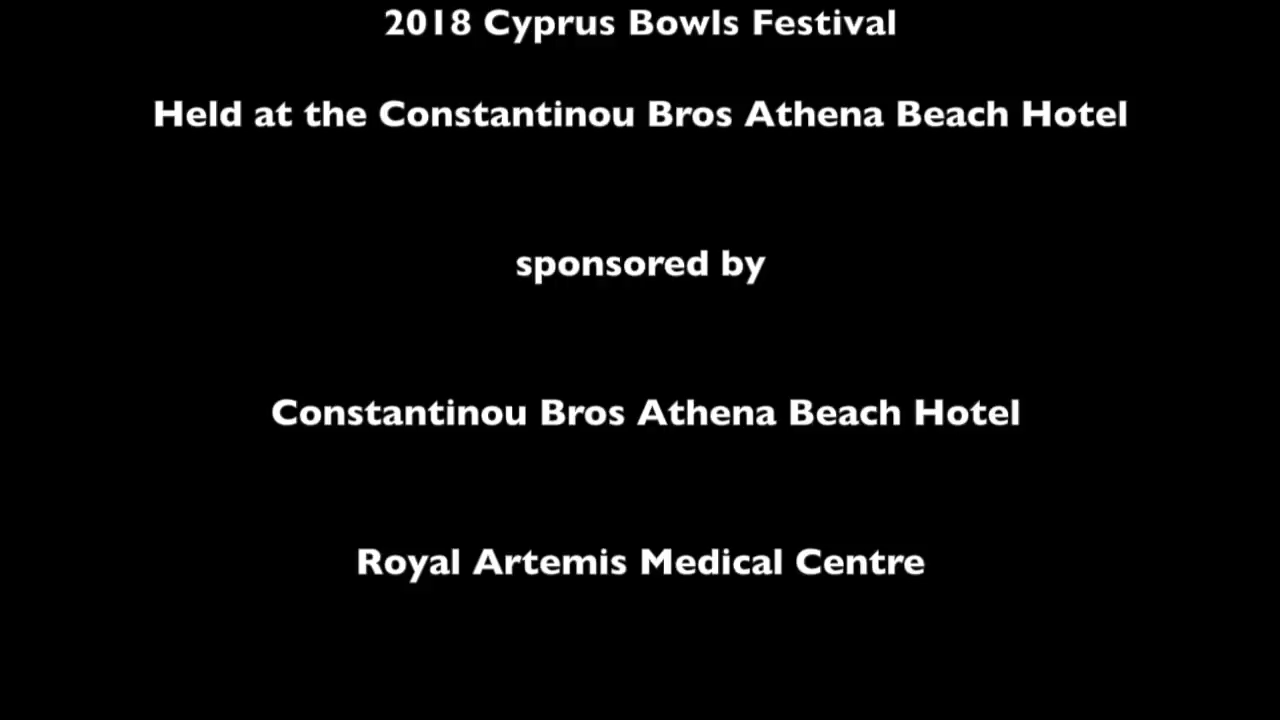 2018 Cyprus Bowls Festival
Held at the Constantinou Bros Athena Beach Hotel
sponsored by
Constantinou Bros Athena Beach Hotel
Royal Artemis Medical Centre